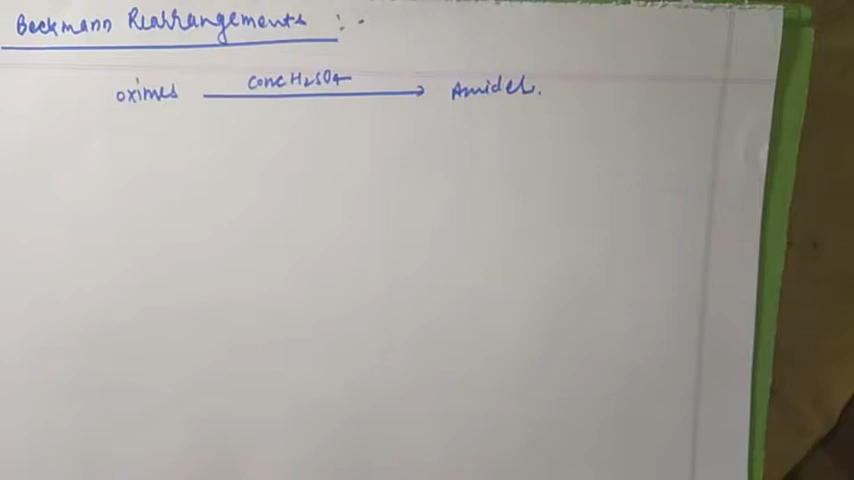 Beckmann Rearrangements :-
oximes conc H₂SO₄ → Amides.